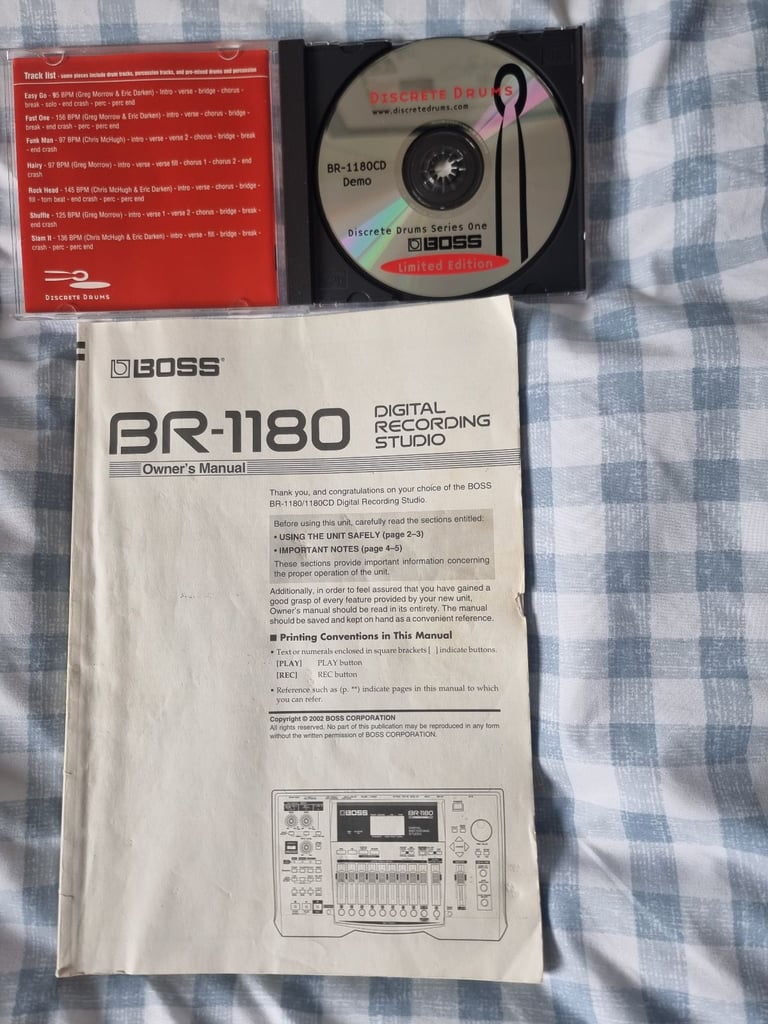 Track list - some pieces include drum tracks, percussion tracks, and pre-mixed drums and percussion
Easy Go - 95 BPM (Greg Morrow & Eric Darken) - intro - verse - bridge - chorus -
break - solo - end crash - perc - perc end
Fast One - 156 BPM (Greg Morrow & Eric Darken) - intro - verse - chorus - bridge -
break - end crash - perc - perc end
Funk Man - 97 BPM (Chris McHugh) - intro - verse - verse 2 - chorus - bridge - break
- end crash
Hairy - 97 BPM (Greg Morrow) - intro - verse - verse fill - chorus 1 - chorus 2 - end
crash
Rock Head - 145 BPM (Chris McHugh & Eric Darken) - intro - verse - chorus - bridge -
fill - tom beat - end crash - perc - perc end
Shuffle - 125 BPM (Greg Morrow) - intro - verse 1 - verse 2 - chorus - bridge - break -
end crash
Slam It - 136 BPM (Chris McHugh & Eric Darken) - intro - verse - fill - bridge - break -
crash - perc - perc end
DISCRETE DRUMS
DISCRETE DRUMS
www.discretedrums.com
BR-1180CD
Demo
Discrete Drums Series One
BOSS
Limited Edition
BOSS®
BR-1180 DIGITAL
RECORDING
STUDIO
Owner's Manual
Thank you, and congratulations on your choice of the BOSS
BR-1180/1180CD Digital Recording Studio.
Before using this unit, carefully read the sections entitled:
• USING THE UNIT SAFELY (page 2–3)
• IMPORTANT NOTES (page 4–5)
These sections provide important information concerning
the proper operation of the unit.
Additionally, in order to feel assured that you have gained a
good grasp of every feature provided by your new unit,
Owner's manual should be read in its entirety. The manual
should be saved and kept on hand as a convenient reference.
■ Printing Conventions in This Manual
• Text or numerals enclosed in square brackets [ ] indicate buttons.
[PLAY] PLAY button
[REC] REC button
• Reference such as (p. **) indicate pages in this manual to which
you can refer.
Copyright © 2002 BOSS CORPORATION
All rights reserved. No part of this publication may be reproduced in any form
without the written permission of BOSS CORPORATION.
BOSS
BR-1180
DIGITAL
RECORDING
STUDIO